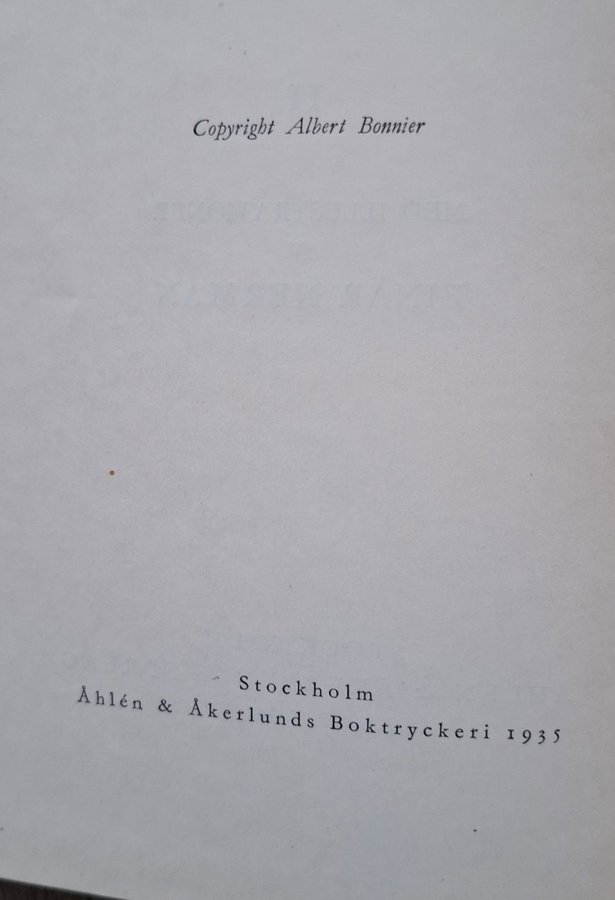 Copyright Albert Bonnier
Stockholm
Åhlén & Åkerlunds Boktryckeri 1935